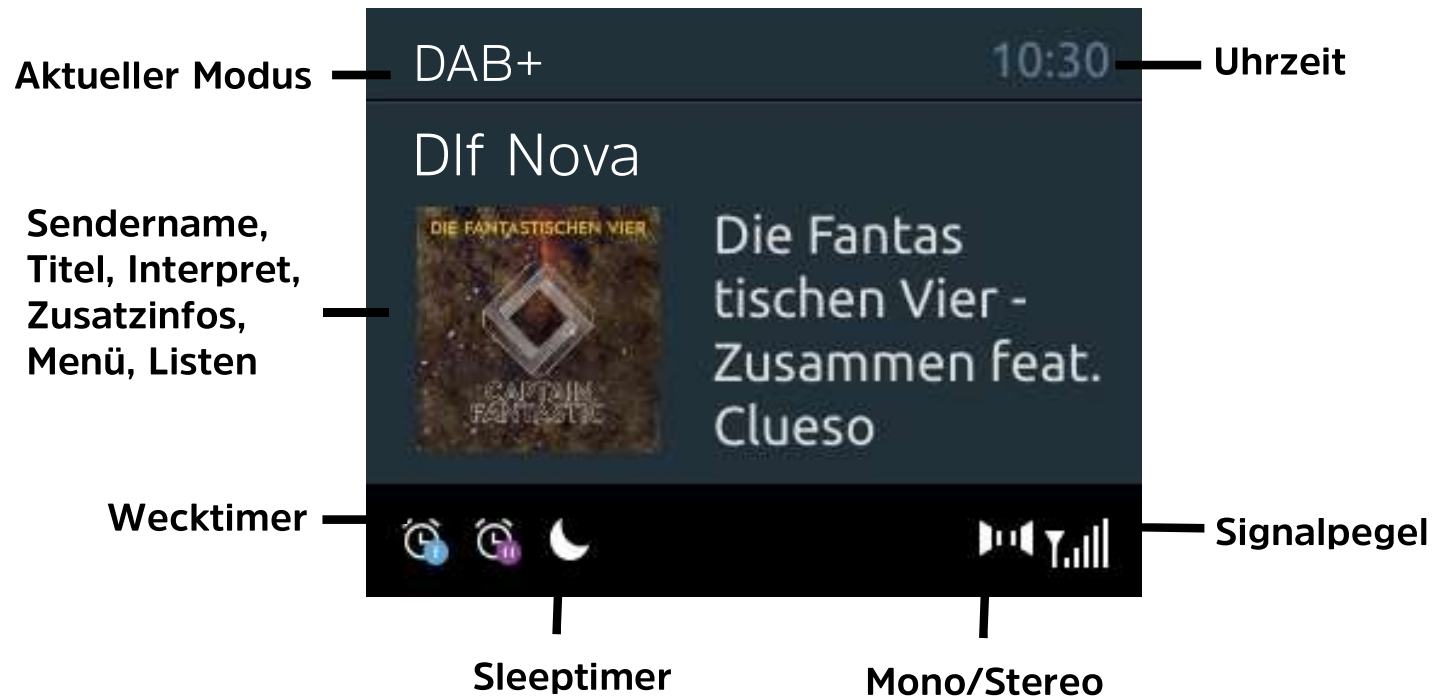 Aktueller Modus
DAB+
10:30
Uhrzeit
Dlf Nova
Sendername,
Titel, Interpret,
Zusatzinfos,
Menü, Listen
DIE FANTASTISCHEN VIER
CAPTAIN
FANTASTIC
Die Fantas
tischen Vier -
Zusammen feat.
Clueso
Wecktimer
I
II
Signalpegel
Sleeptimer
Mono/Stereo